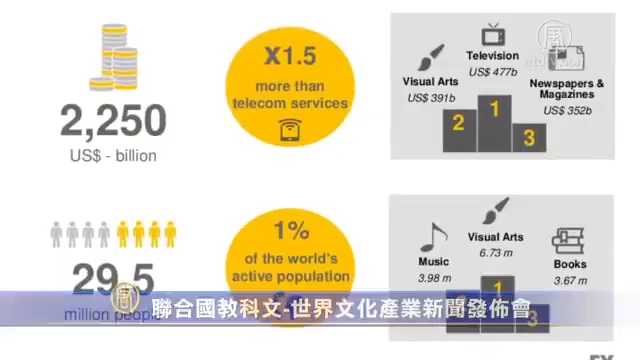 2,250
US$ - billion
X1.5
more than
telecom services
Television
US$ 477b
Visual Arts
US$ 391b
Newspapers &
Magazines
US$ 352b
2
1
3
29.5
million people
1%
of the world's
active population
Visual Arts
6.73 m
Music
3.98 m
Books
3.67 m
1
3
聯合國教科文-世界文化產業新聞發佈會